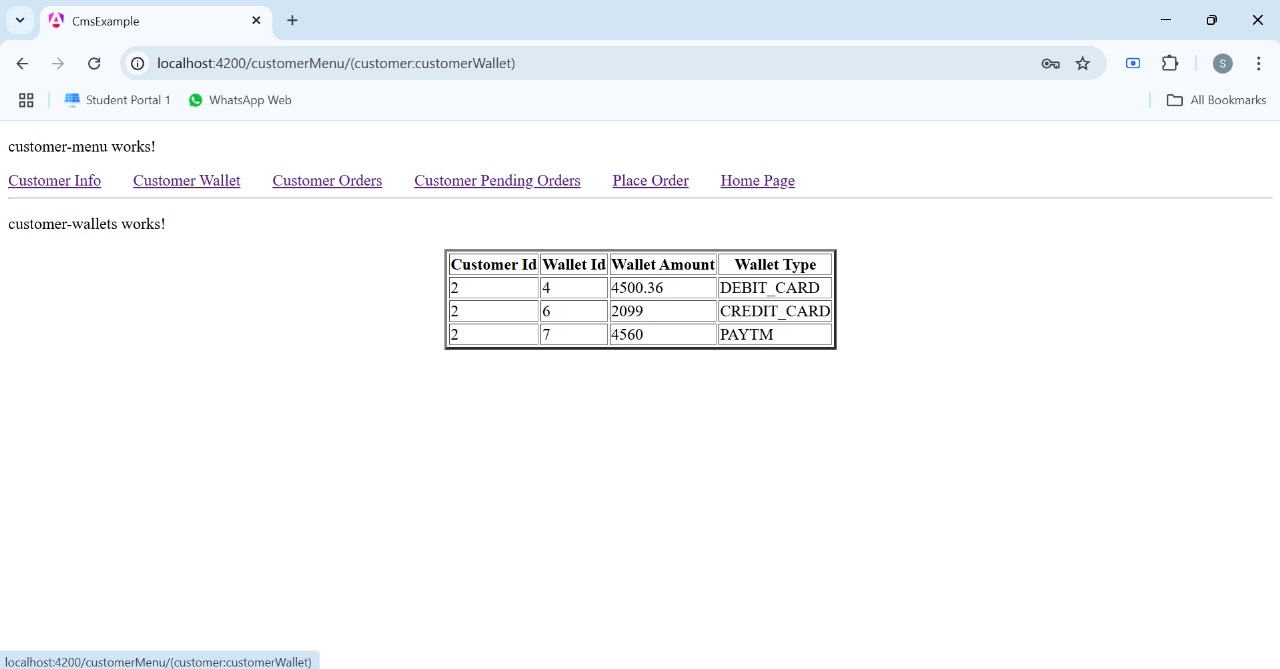 CmsExample
localhost:4200/customerMenu/(customer:customerWallet)
S
Student Portal 1 WhatsApp Web All Bookmarks
customer-menu works!
Customer Info Customer Wallet Customer Orders Customer Pending Orders Place Order Home Page
customer-wallets works!
Customer Id Wallet Id Wallet Amount Wallet Type
2 4 4500.36 DEBIT_CARD
2 6 2099 CREDIT_CARD
2 7 4560 PAYTM
localhost:4200/customerMenu/(customer:customerWallet)